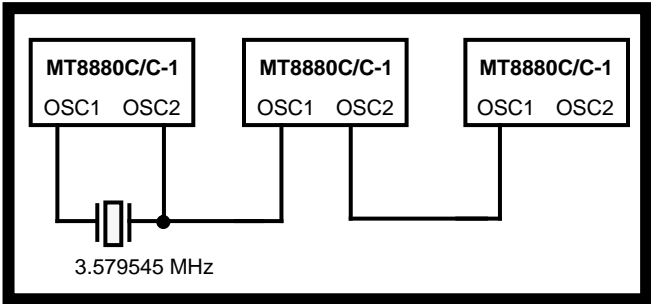 MT8880C/C-1 MT8880C/C-1 MT8880C/C-1
OSC1 OSC2 OSC1 OSC2 OSC1 OSC2
3.579545 MHz